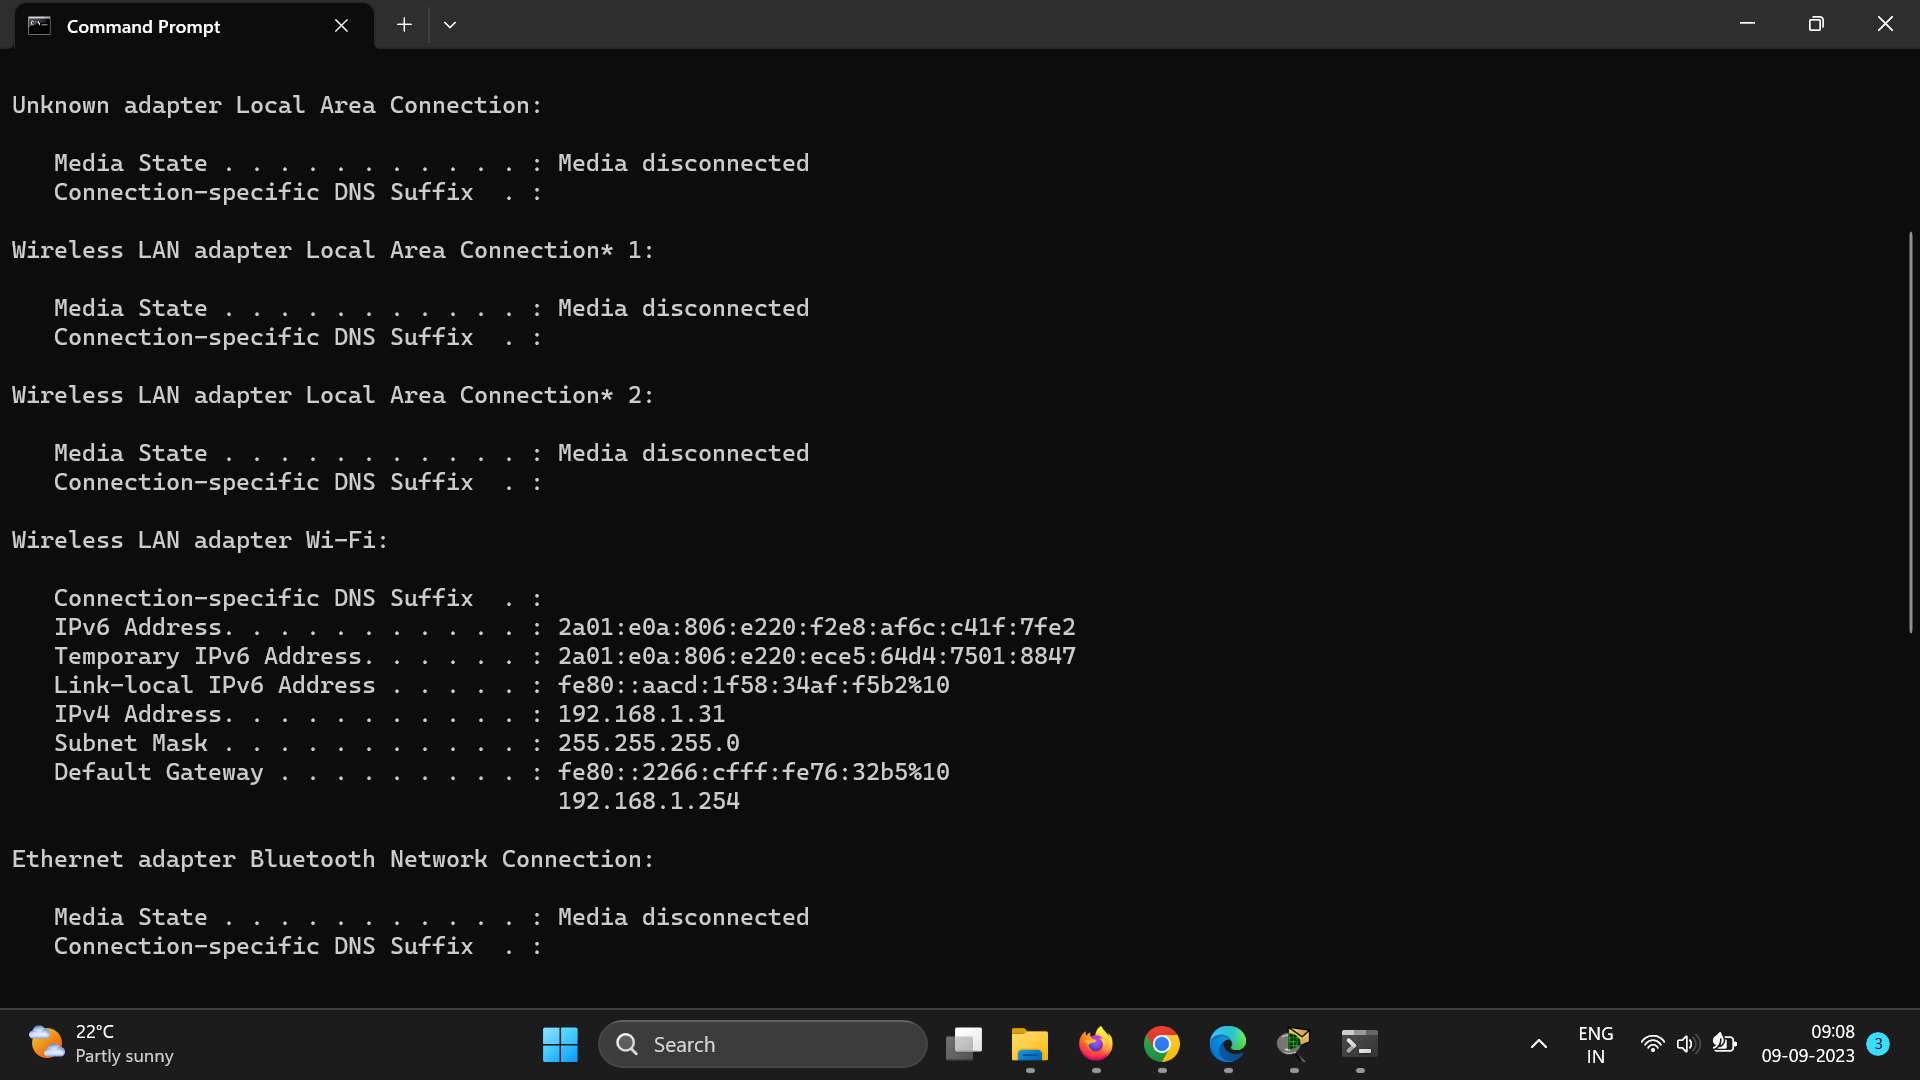 Command Prompt
Unknown adapter Local Area Connection:
Media State . . . . . . . . . . . : Media disconnected
Connection-specific DNS Suffix  . :
Wireless LAN adapter Local Area Connection* 1:
Media State . . . . . . . . . . . : Media disconnected
Connection-specific DNS Suffix  . :
Wireless LAN adapter Local Area Connection* 2:
Media State . . . . . . . . . . . : Media disconnected
Connection-specific DNS Suffix  . :
Wireless LAN adapter Wi-Fi:
Connection-specific DNS Suffix  . :
IPv6 Address. . . . . . . . . . . : 2a01:e0a:806:e220:f2e8:af6c:c41f:7fe2
Temporary IPv6 Address. . . . . . : 2a01:e0a:806:e220:ece5:64d4:7501:8847
Link-local IPv6 Address . . . . . : fe80::aacd:1f58:34af:f5b2%10
IPv4 Address. . . . . . . . . . . : 192.168.1.31
Subnet Mask . . . . . . . . . . . : 255.255.255.0
Default Gateway . . . . . . . . . : fe80::2266:cfff:fe76:32b5%10
192.168.1.254
Ethernet adapter Bluetooth Network Connection:
Media State . . . . . . . . . . . : Media disconnected
Connection-specific DNS Suffix  . :
22°C
Partly sunny
Search
ENG
IN
09:08
09-09-2023
3